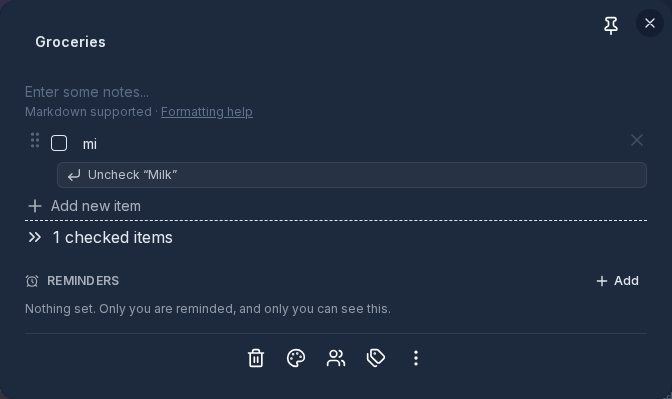 Groceries
Enter some notes...
Markdown supported · Formatting help
mi
Uncheck “Milk”
Add new item
1 checked items
REMINDERS
Add
Nothing set. Only you are reminded, and only you can see this.